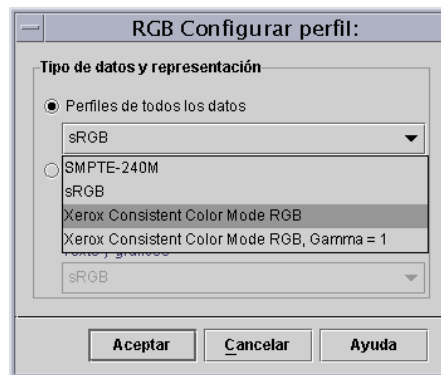 RGB Configurar perfil:
Tipo de datos y representación
Perfiles de todos los datos
sRGB
SMPTE-240M
sRGB
Xerox Consistent Color Mode RGB
Xerox Consistent Color Mode RGB, Gamma = 1
sRGB
Aceptar
Cancelar
Ayuda